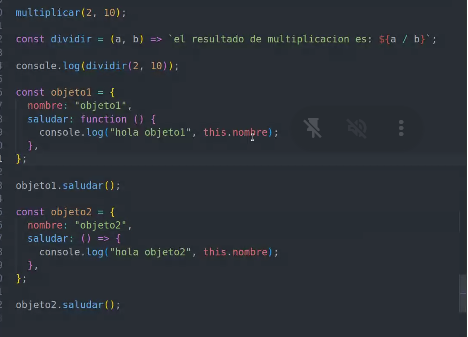 multiplicar(2, 10);
const dividir = (a, b) => `el resultado de multiplicacion es: ${a / b}`;
console.log(dividir(2, 10));
const objeto1 = {
nombre: "objeto1",
saludar: function () {
console.log("hola objeto1", this.nombre);
},
};
objeto1.saludar();
const objeto2 = {
nombre: "objeto2",
saludar: () => {
console.log("hola objeto2", this.nombre);
},
};
objeto2.saludar();